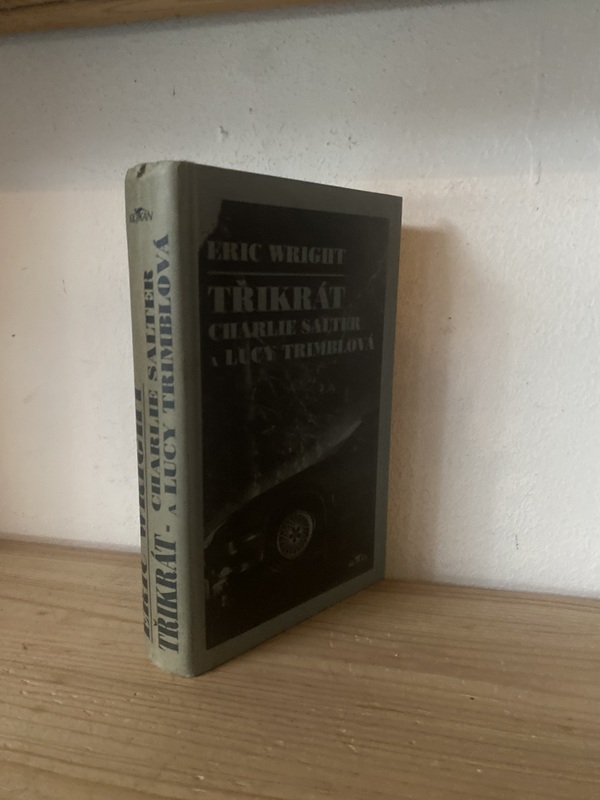 ERIC WRIGHT
TŘIKRÁT
CHARLIE SALTER
A LUCY TRIMBLOVÁ
ERIC WRIGHT
TŘIKRÁT - CHARLIE SALTER
A LUCY TRIMBLOVÁ